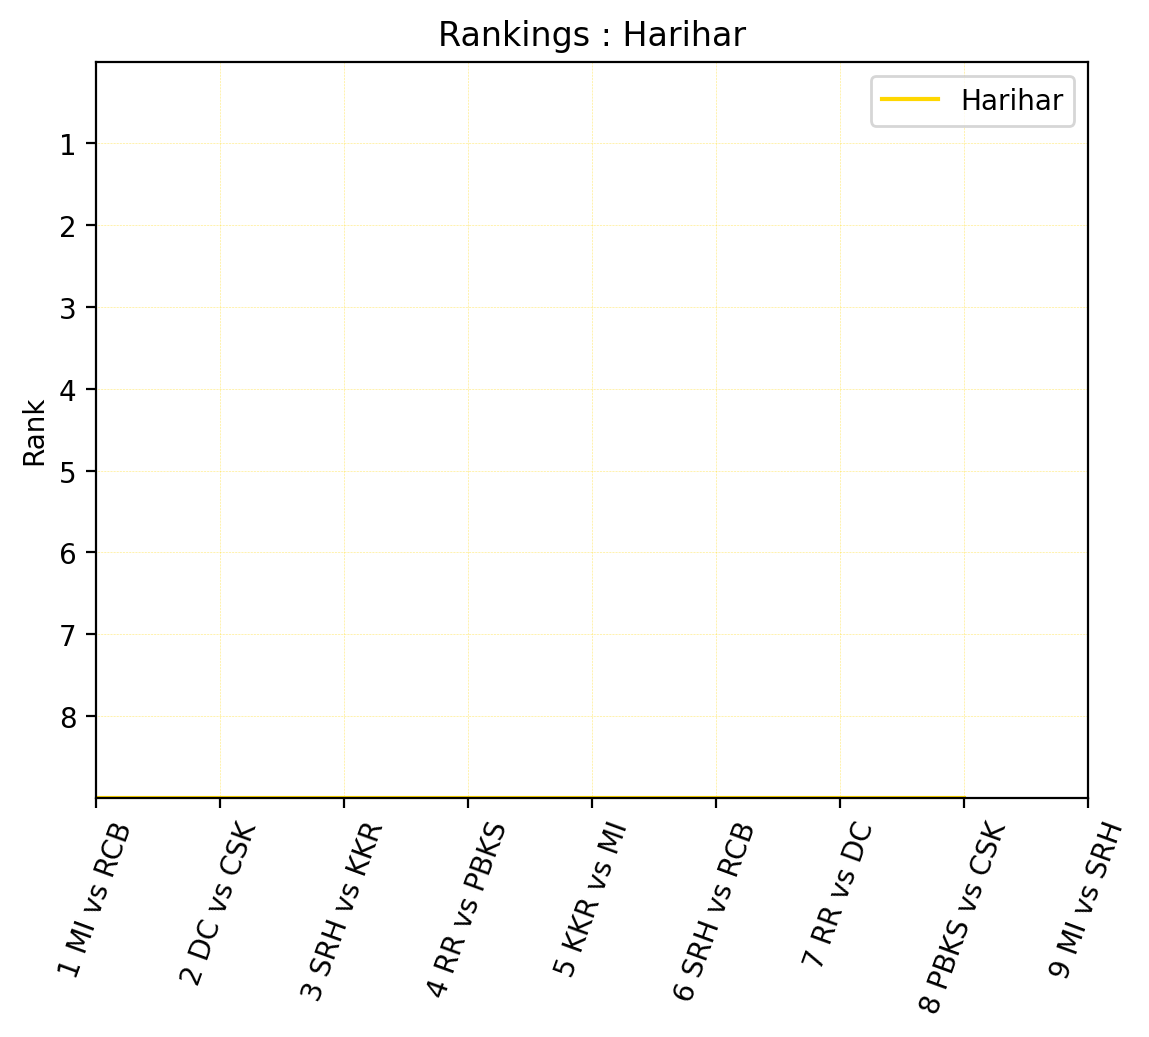 Rankings : Harihar
Harihar
Rank
1
2
3
4
5
6
7
8
1 MI vs RCB
2 DC vs CSK
3 SRH vs KKR
4 RR vs PBKS
5 KKR vs MI
6 SRH vs RCB
7 RR vs DC
8 PBKS vs CSK
9 MI vs SRH